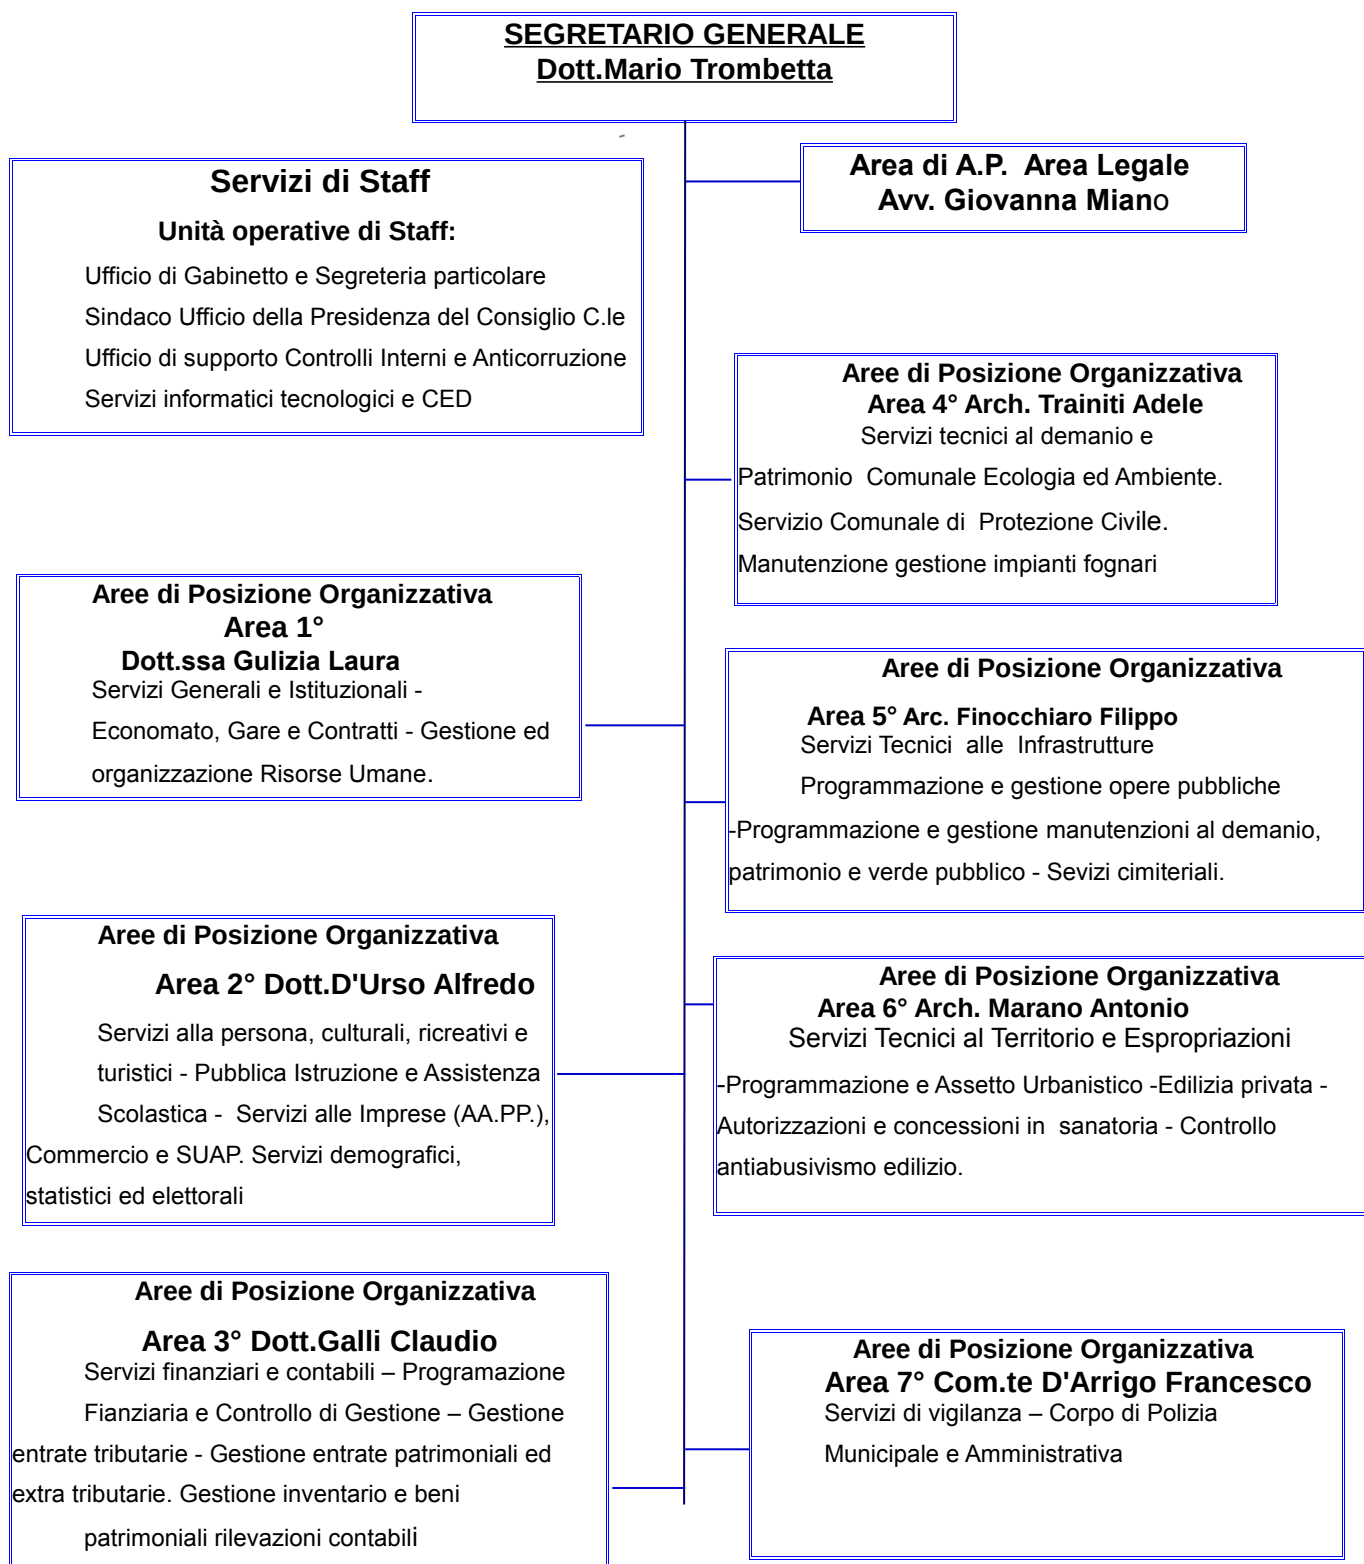 SEGRETARIO GENERALE
Dott.Mario Trombetta
Servizi di Staff
Unità operative di Staff:
Ufficio di Gabinetto e Segreteria particolare
Sindaco Ufficio della Presidenza del Consiglio C.le
Ufficio di supporto Controlli Interni e Anticorruzione
Servizi informatici tecnologici e CED
Area di A.P.  Area Legale
Avv. Giovanna Miano
Aree di Posizione Organizzativa
Area 4° Arch. Trainiti Adele
Servizi tecnici al demanio e
Patrimonio  Comunale Ecologia ed Ambiente.
Servizio Comunale di  Protezione Civile.
Manutenzione gestione impianti fognari
Aree di Posizione Organizzativa
Area 1°
Dott.ssa Gulizia Laura
Servizi Generali e Istituzionali -
Economato, Gare e Contratti - Gestione ed
organizzazione Risorse Umane.
Aree di Posizione Organizzativa
Area 5° Arc. Finocchiaro Filippo
Servizi Tecnici  alle  Infrastrutture
Programmazione e gestione opere pubbliche
-Programmazione e gestione manutenzioni al demanio,
patrimonio e verde pubblico - Sevizi cimiteriali.
Aree di Posizione Organizzativa
Area 2° Dott.D'Urso Alfredo
Servizi alla persona, culturali, ricreativi e
turistici - Pubblica Istruzione e Assistenza
Scolastica -  Servizi alle Imprese (AA.PP.),
Commercio e SUAP. Servizi demografici,
statistici ed elettorali
Aree di Posizione Organizzativa
Area 6° Arch. Marano Antonio
Servizi Tecnici al Territorio e Espropriazioni
-Programmazione e Assetto Urbanistico -Edilizia privata -
Autorizzazioni e concessioni in  sanatoria - Controllo
antiabusivismo edilizio.
Aree di Posizione Organizzativa
Area 3° Dott.Galli Claudio
Servizi finanziari e contabili – Programazione
Fianziaria e Controllo di Gestione – Gestione
entrate tributarie - Gestione entrate patrimoniali ed
extra tributarie. Gestione inventario e beni
patrimoniali rilevazioni contabili
Aree di Posizione Organizzativa
Area 7° Com.te D'Arrigo Francesco
Servizi di vigilanza – Corpo di Polizia
Municipale e Amministrativa